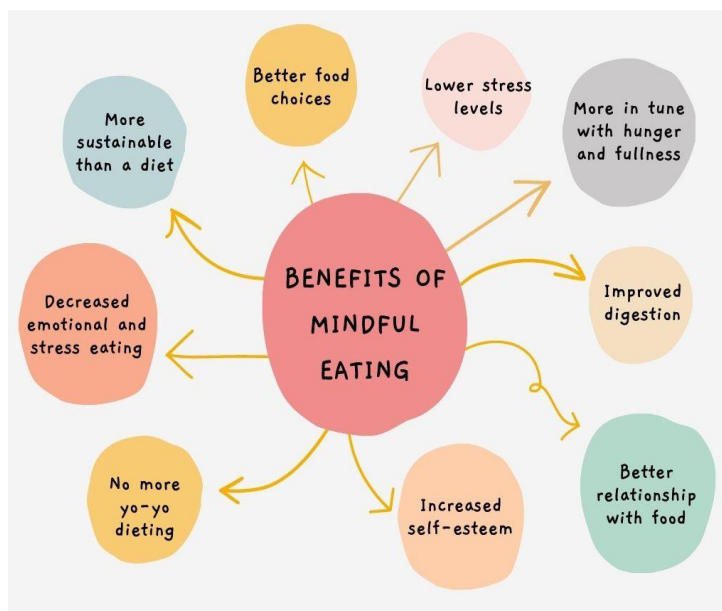 BENEFITS OF
MINDFUL
EATING
Better food
choices
Lower stress
levels
More in tune
with hunger
and fullness
Improved
digestion
Better
relationship
with food
Increased
self-esteem
No more
yo-yo
dieting
Decreased
emotional and
stress eating
More
sustainable
than a diet